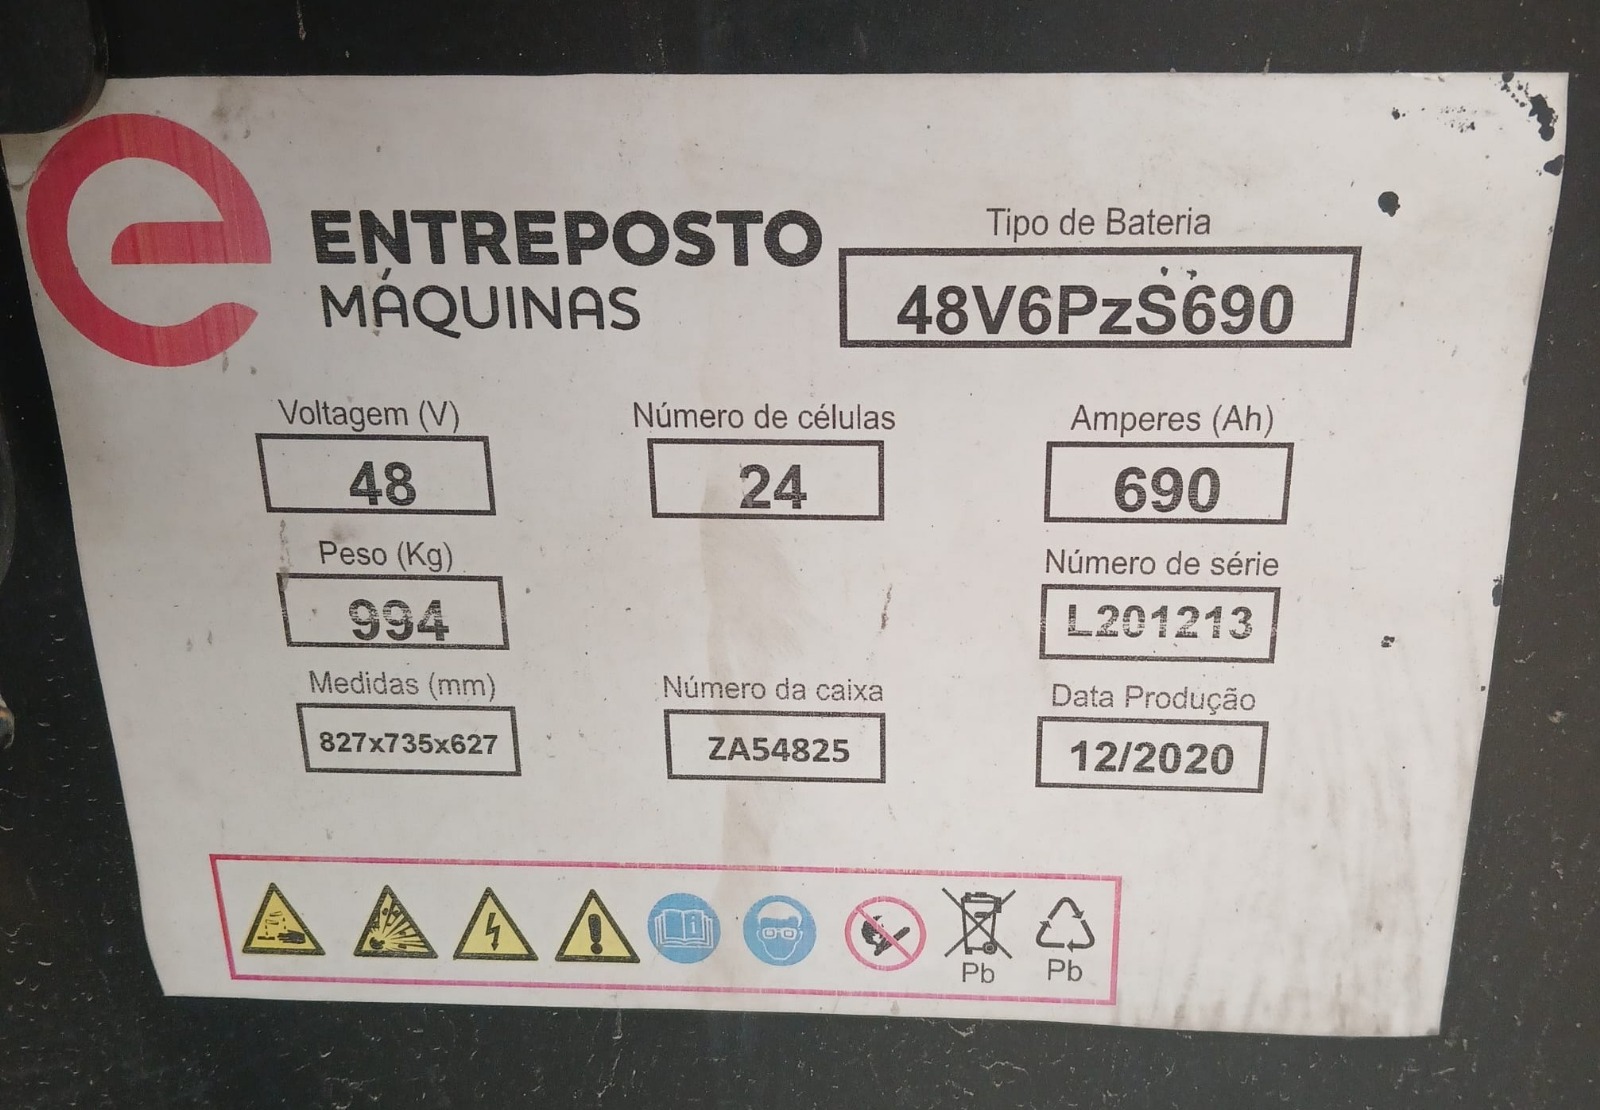 ENTREPOSTO
MÁQUINAS
Tipo de Bateria
48V6PzS690
Voltagem (V)
48
Número de células
24
Amperes (Ah)
690
Peso (Kg)
994
Número de série
L201213
Medidas (mm)
827x735x627
Número da caixa
ZA54825
Data Produção
12/2020
Pb
Pb